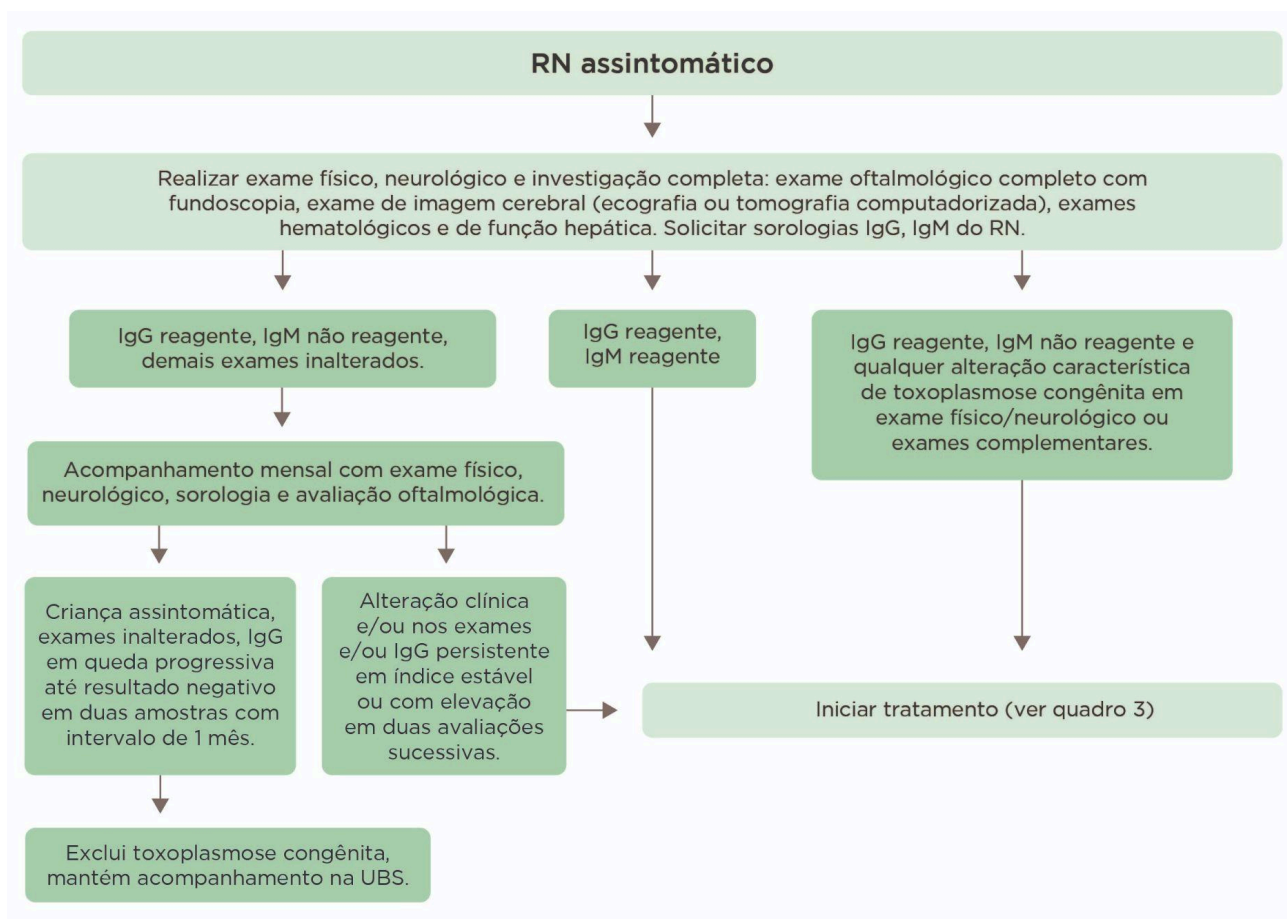 RN assintomático
Realizar exame físico, neurológico e investigação completa: exame oftalmológico completo com
fundoscopia, exame de imagem cerebral (ecografia ou tomografia computadorizada), exames
hematológicos e de função hepática. Solicitar sorologias IgG, IgM do RN.
IgG reagente, IgM não reagente,
demais exames inalterados.
IgG reagente,
IgM reagente
IgG reagente, IgM não reagente e
qualquer alteração característica
de toxoplasmose congênita em
exame físico/neurológico ou
exames complementares.
Acompanhamento mensal com exame físico,
neurológico, sorologia e avaliação oftalmológica.
Criança assintomática,
exames inalterados, IgG
em queda progressiva
até resultado negativo
em duas amostras com
intervalo de 1 mês.
Alteração clínica
e/ou nos exames
e/ou IgG persistente
em índice estável
ou com elevação
em duas avaliações
sucessivas.
Iniciar tratamento (ver quadro 3)
Exclui toxoplasmose congênita,
mantém acompanhamento na UBS.